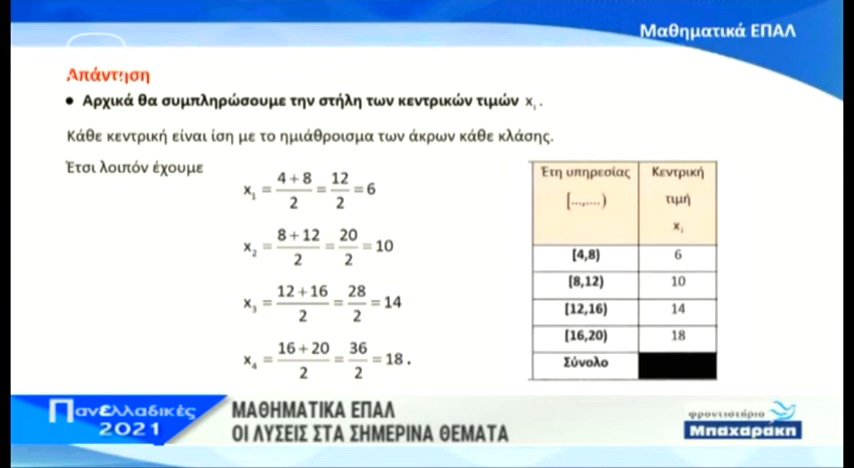 Μαθηματικά ΕΠΑΛ
Απάντηση
• Αρχικά θα συμπληρώσουμε την στήλη των κεντρικών τιμών xᵢ .
Κάθε κεντρική είναι ίση με το ημιάθροισμα των άκρων κάθε κλάσης.
Έτσι λοιπόν έχουμε
x₁ = (4+8)/2 = 12/2 = 6
x₂ = (8+12)/2 = 20/2 = 10
x₃ = (12+16)/2 = 28/2 = 14
x₄ = (16+20)/2 = 36/2 = 18 .
Έτη υπηρεσίας [...,....) Κεντρική τιμή xᵢ
[4,8) 6
[8,12) 10
[12,16) 14
[16,20) 18
Σύνολο
Πανελλαδικές
2021
ΜΑΘΗΜΑΤΙΚΑ ΕΠΑΛ
ΟΙ ΛΥΣΕΙΣ ΣΤΑ ΣΗΜΕΡΙΝΑ ΘΕΜΑΤΑ
φροντιστήριο
Μπαχαράκη